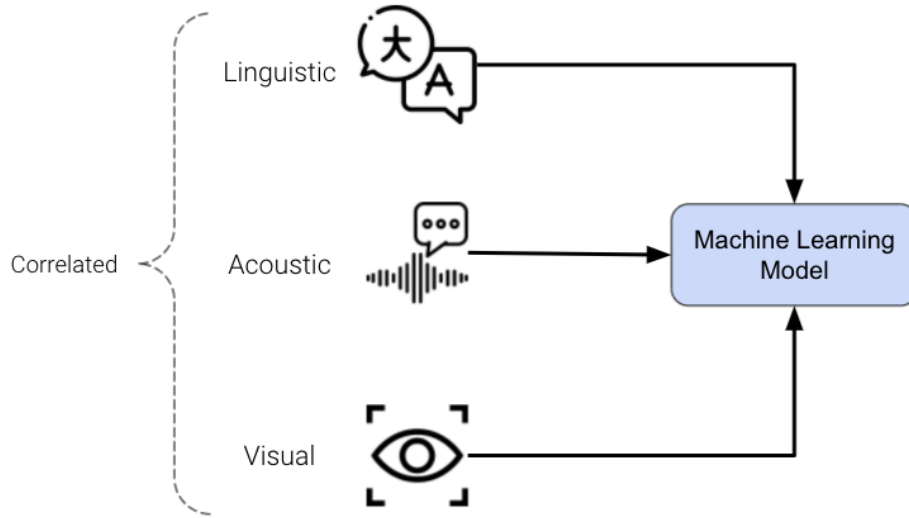 Linguistic
大
A
Correlated
Acoustic
Machine Learning
Model
Visual